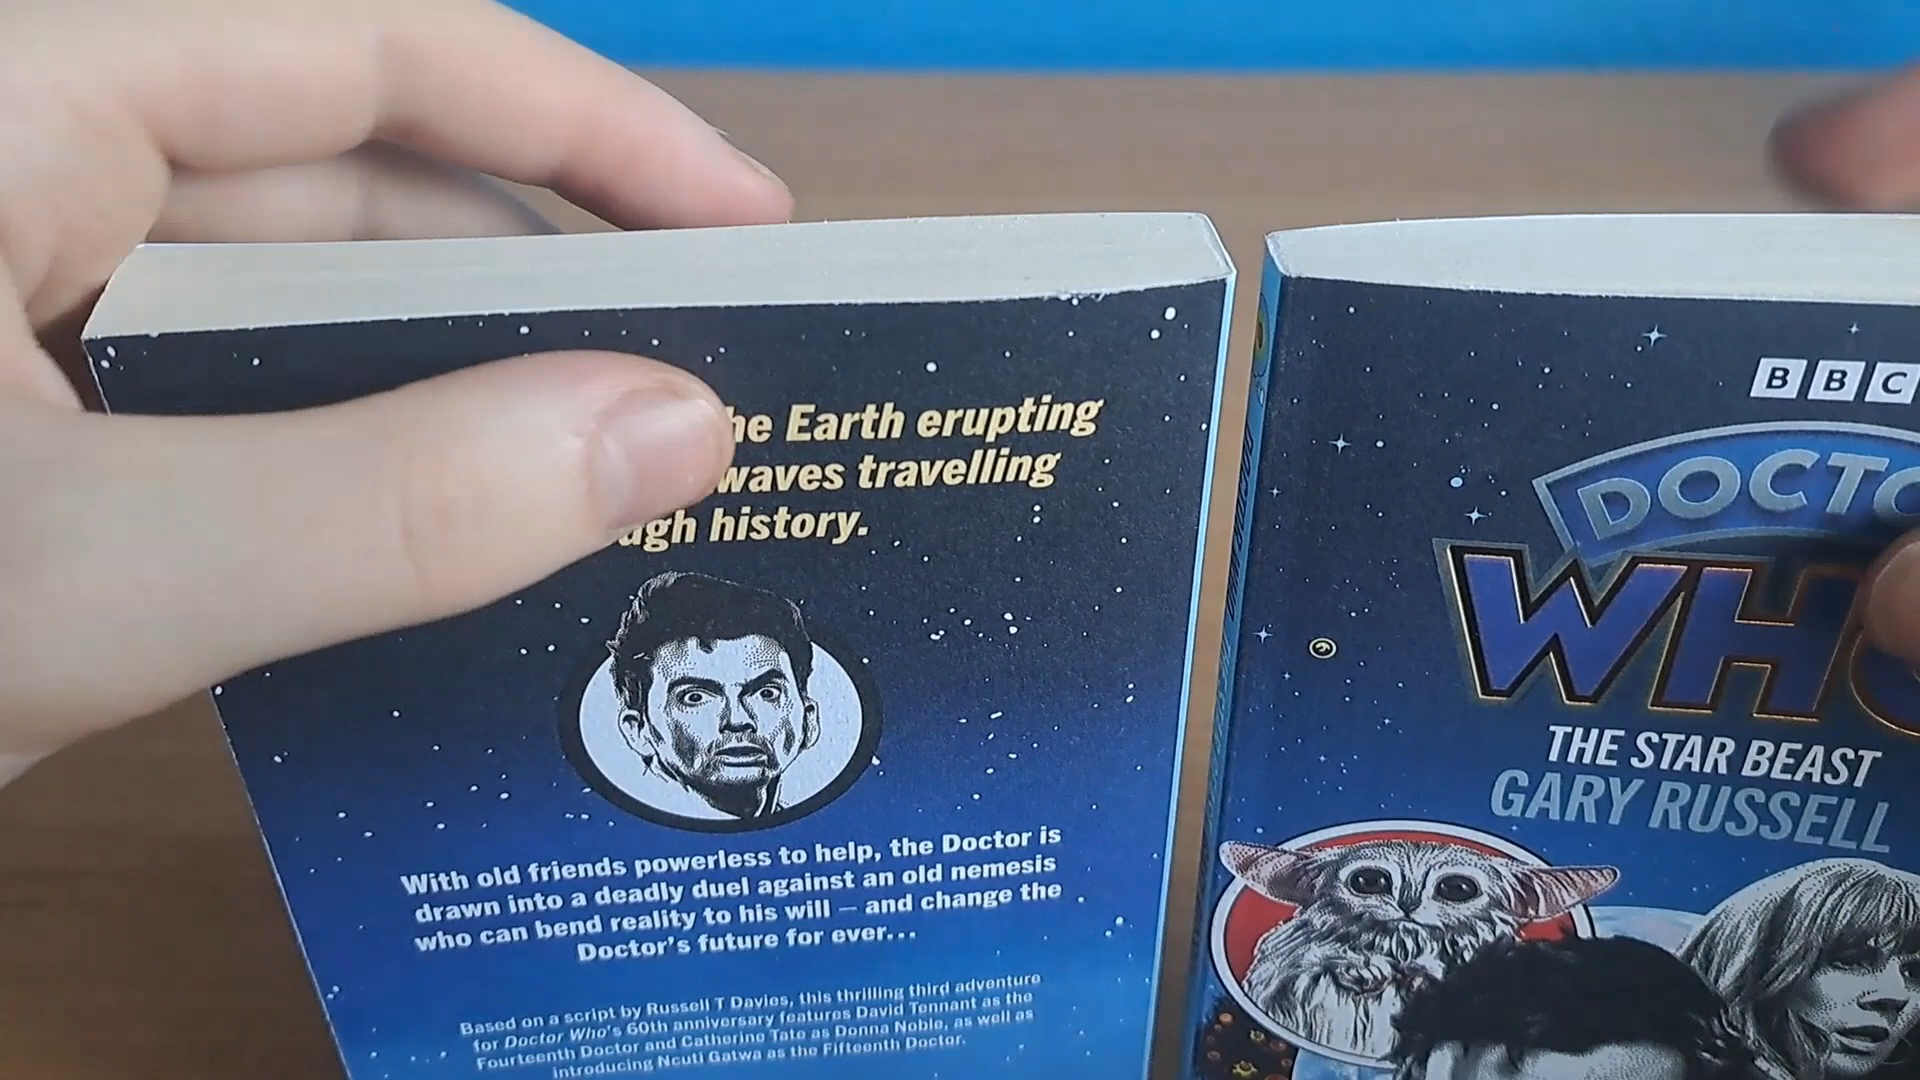 he Earth erupting
waves travelling
ugh history.
With old friends powerless to help, the Doctor is
drawn into a deadly duel against an old nemesis
who can bend reality to his will – and change the
Doctor's future for ever...
Based on a script by Russell T Davies, this thrilling third adventure
for Doctor Who's 60th anniversary features David Tennant as the
Fourteenth Doctor and Catherine Tate as Donna Noble, as well as
introducing Ncuti Gatwa as the Fifteenth Doctor.
BBC
DOCTO
WHO
THE STAR BEAST
GARY RUSSELL